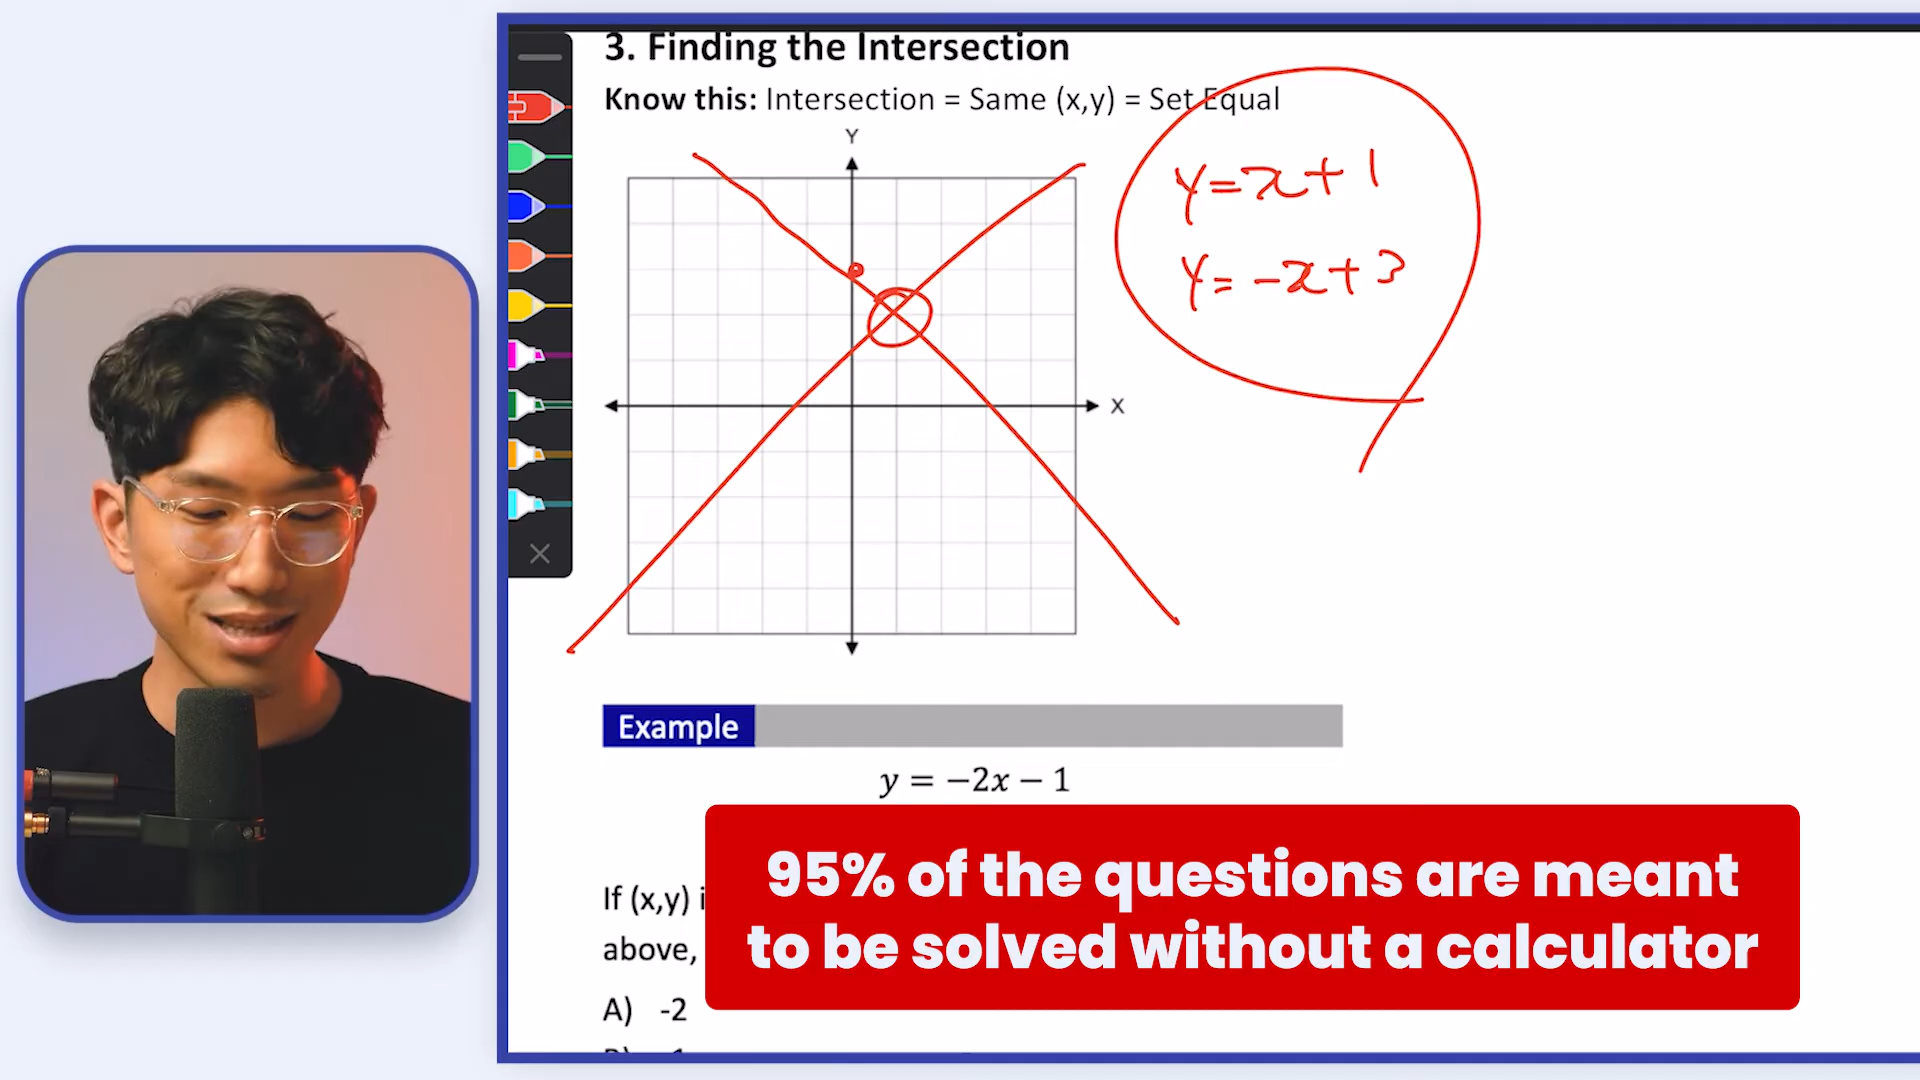 3. Finding the Intersection
Know this: Intersection = Same (x,y) = Set Equal
Y
X
y=x+1
y=-x+3
Example
y = −2x − 1
If (x,y) i
above,
A) -2
95% of the questions are meant
to be solved without a calculator